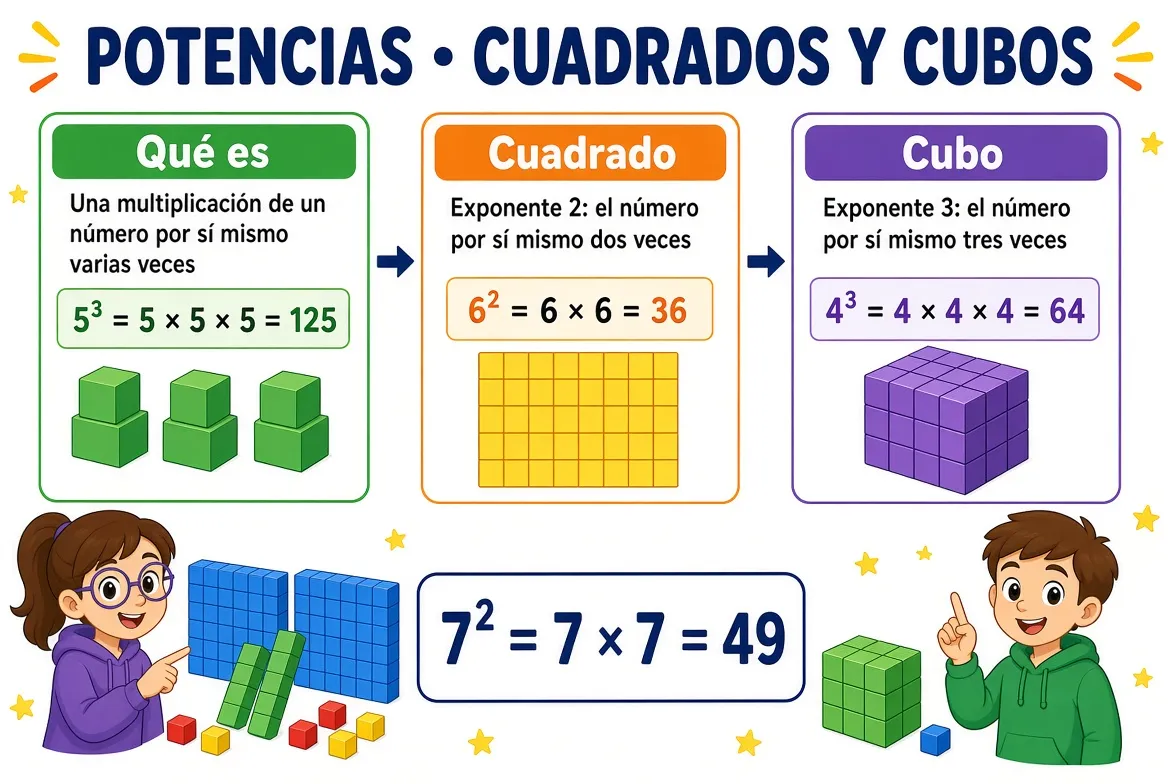 POTENCIAS • CUADRADOS Y CUBOS
Qué es
Una multiplicación de un
número por sí mismo
varias veces
5³ = 5 × 5 × 5 = 125
Cuadrado
Exponente 2: el número
por sí mismo dos veces
6² = 6 × 6 = 36
Cubo
Exponente 3: el número
por sí mismo tres veces
4³ = 4 × 4 × 4 = 64
7² = 7 × 7 = 49